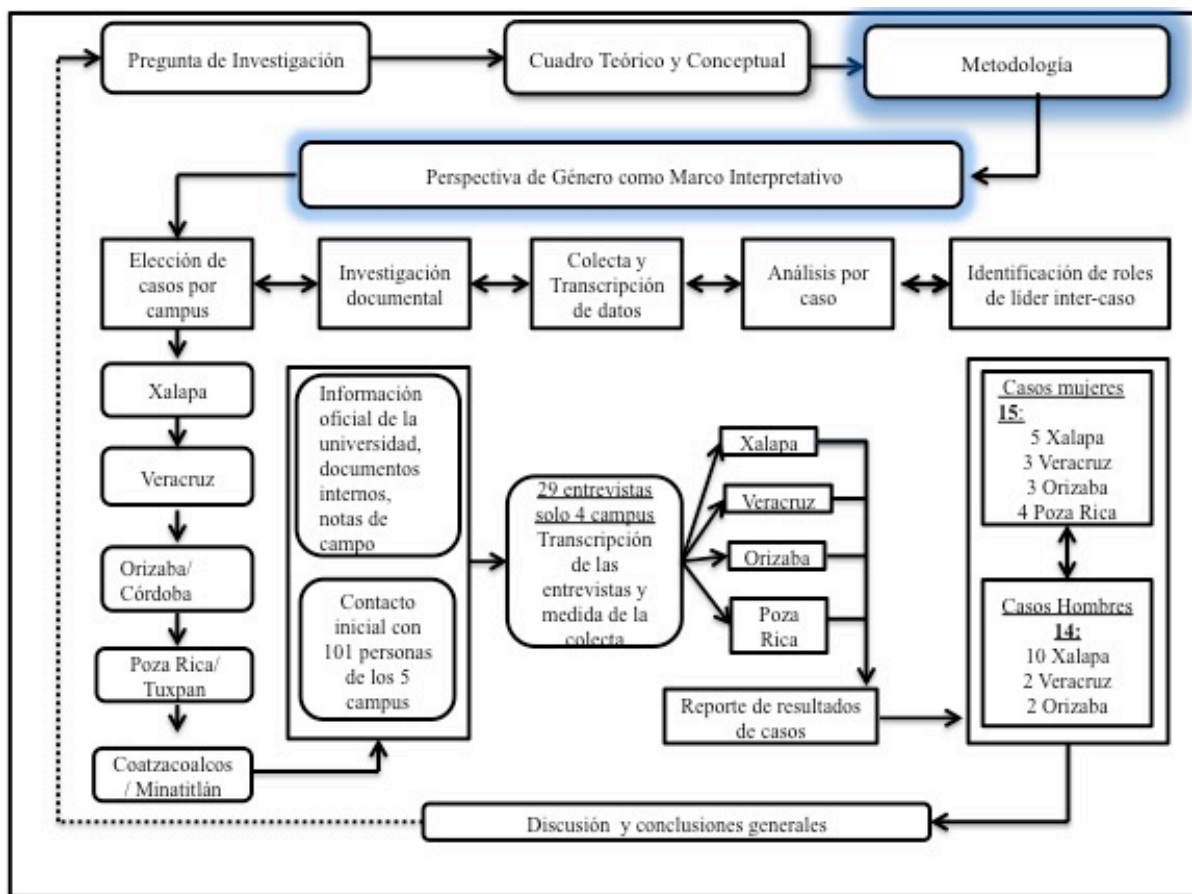 Pregunta de Investigación
Cuadro Teórico y Conceptual
Metodología
Perspectiva de Género como Marco Interpretativo
Elección de
casos por
campus
Investigación
documental
Colecta y
Transcripción
de datos
Análisis por
caso
Identificación de roles
de líder inter-caso
Xalapa
Veracruz
Orizaba/
Córdoba
Poza Rica/
Tuxpan
Coatzacoalcos
/ Minatitlán
Información
oficial de la
universidad,
documentos
internos,
notas de
campo
Contacto
inicial con
101 personas
de los 5
campus
29 entrevistas
solo 4 campus
Transcripción
de las
entrevistas y
medida de la
colecta
Xalapa
Veracruz
Orizaba
Poza
Rica
Reporte de resultados
de casos
Casos mujeres
15:
5 Xalapa
3 Veracruz
3 Orizaba
4 Poza Rica
Casos Hombres
14:
10 Xalapa
2 Veracruz
2 Orizaba
Discusión y conclusiones generales